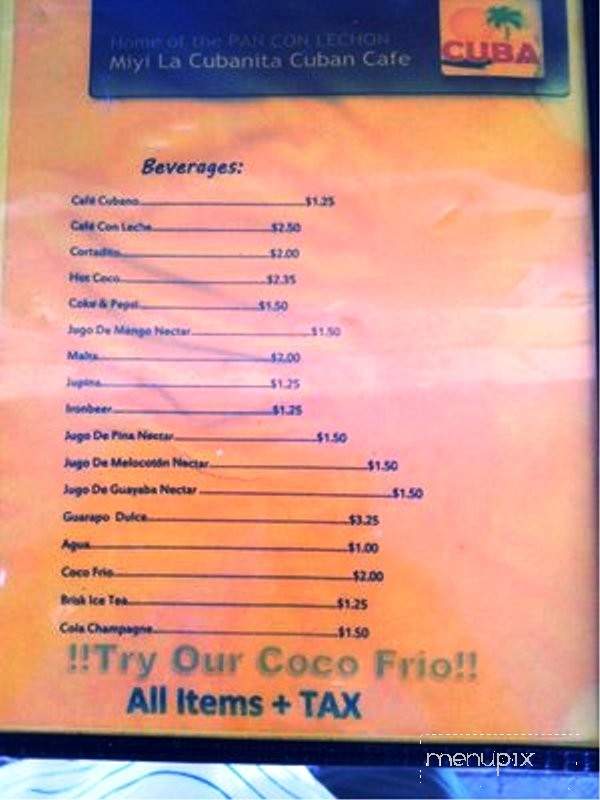 Home of the PAN CON LECHON
Miyi La Cubanita Cuban Cafe
CUBA
Beverages:
Café Cubano $1.25
Café Con Leche $2.50
Cortadito $2.00
Hot Coco $2.35
Coke & Pepsi $1.50
Jugo De Mango Nectar $1.50
Malta $2.00
Jupina $1.25
Ironbeer $1.25
Jugo De Pina Nectar $1.50
Jugo De Melocotón Nectar $1.50
Jugo De Guayaba Nectar $1.50
Guarapo Dulce $3.25
Agua $1.00
Coco Frio $2.00
Brisk Ice Tea $1.25
Cola Champagne $1.50
!!Try Our Coco Frio!!
All Items + TAX
menupix